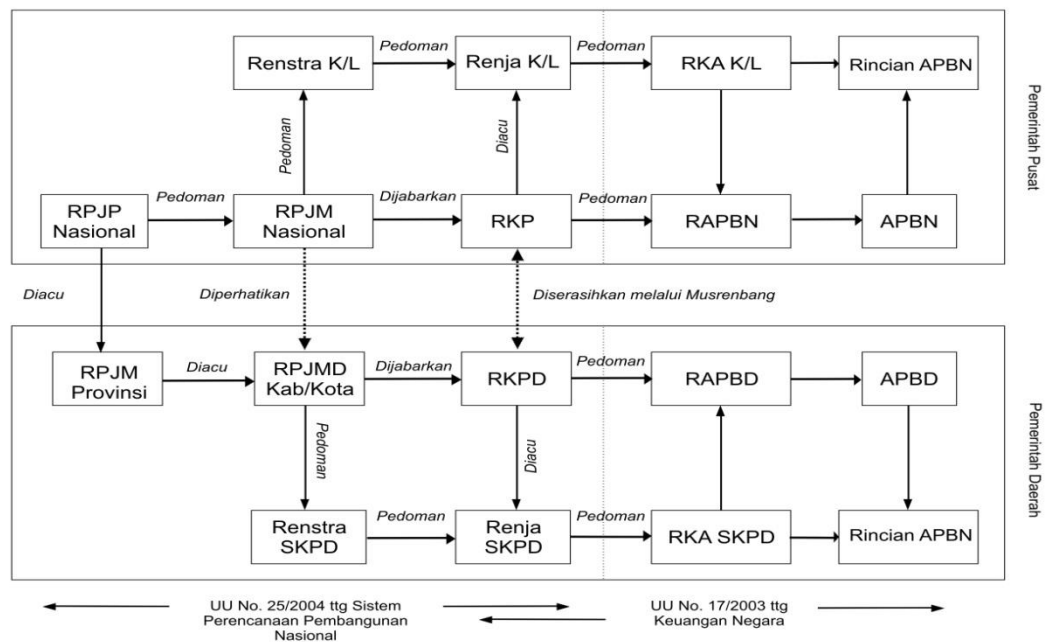 Pedoman
Pedoman
Renstra K/L
Renja K/L
RKA K/L
Rincian APBN
Pedoman
Diacu
Pemerintah Pusat
RPJP
Nasional
Pedoman
RPJM
Nasional
Dijabarkan
RKP
Pedoman
RAPBN
APBN
Diacu
Diperhatikan
Diserasihkan melalui Musrenbang
RPJM
Provinsi
Diacu
RPJMD
Kab/Kota
Dijabarkan
RKPD
Pedoman
RAPBD
APBD
Pedoman
Diacu
Pemerintah Daerah
Renstra
SKPD
Pedoman
Renja
SKPD
Pedoman
RKA SKPD
Rincian APBN
UU No. 25/2004 ttg Sistem
Perencanaan Pembangunan
Nasional
UU No. 17/2003 ttg
Keuangan Negara